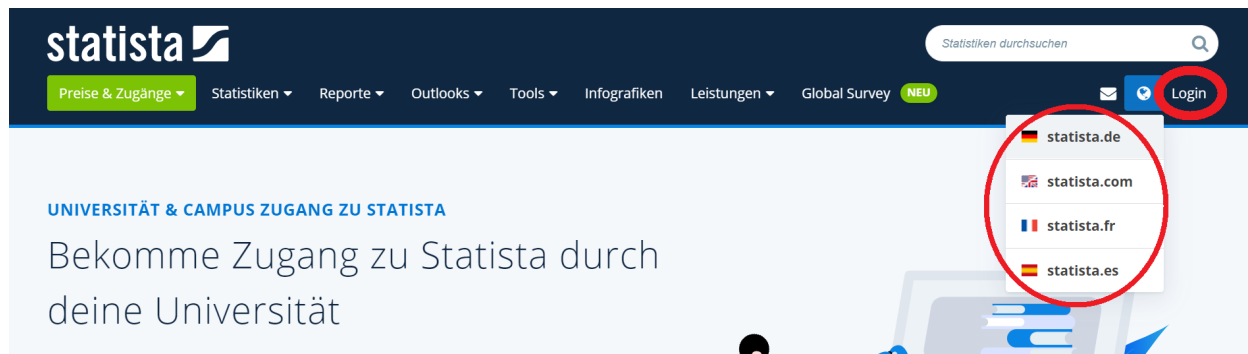 statista
Statistiken durchsuchen
Preise & Zugänge Statistiken Reporte Outlooks Tools Infografiken Leistungen Global Survey NEU Login
statista.de
statista.com
statista.fr
statista.es
UNIVERSITÄT & CAMPUS ZUGANG ZU STATISTA
Bekomme Zugang zu Statista durch
deine Universität